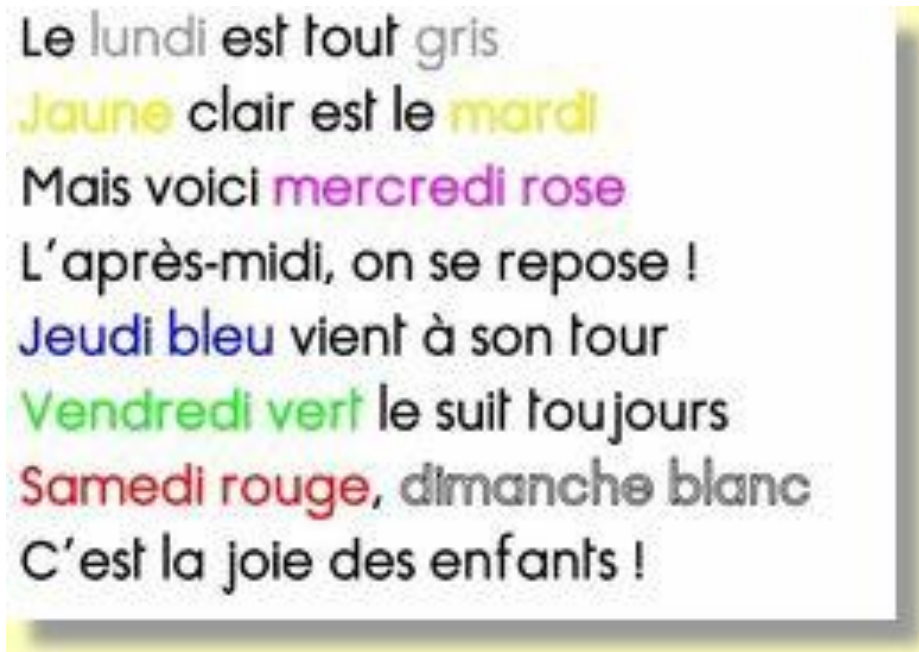 Le lundi est tout gris
Jaune clair est le mardi
Mais voici mercredi rose
L'après-midi, on se repose !
Jeudi bleu vient à son tour
Vendredi vert le suit toujours
Samedi rouge, dimanche blanc
C'est la joie des enfants !